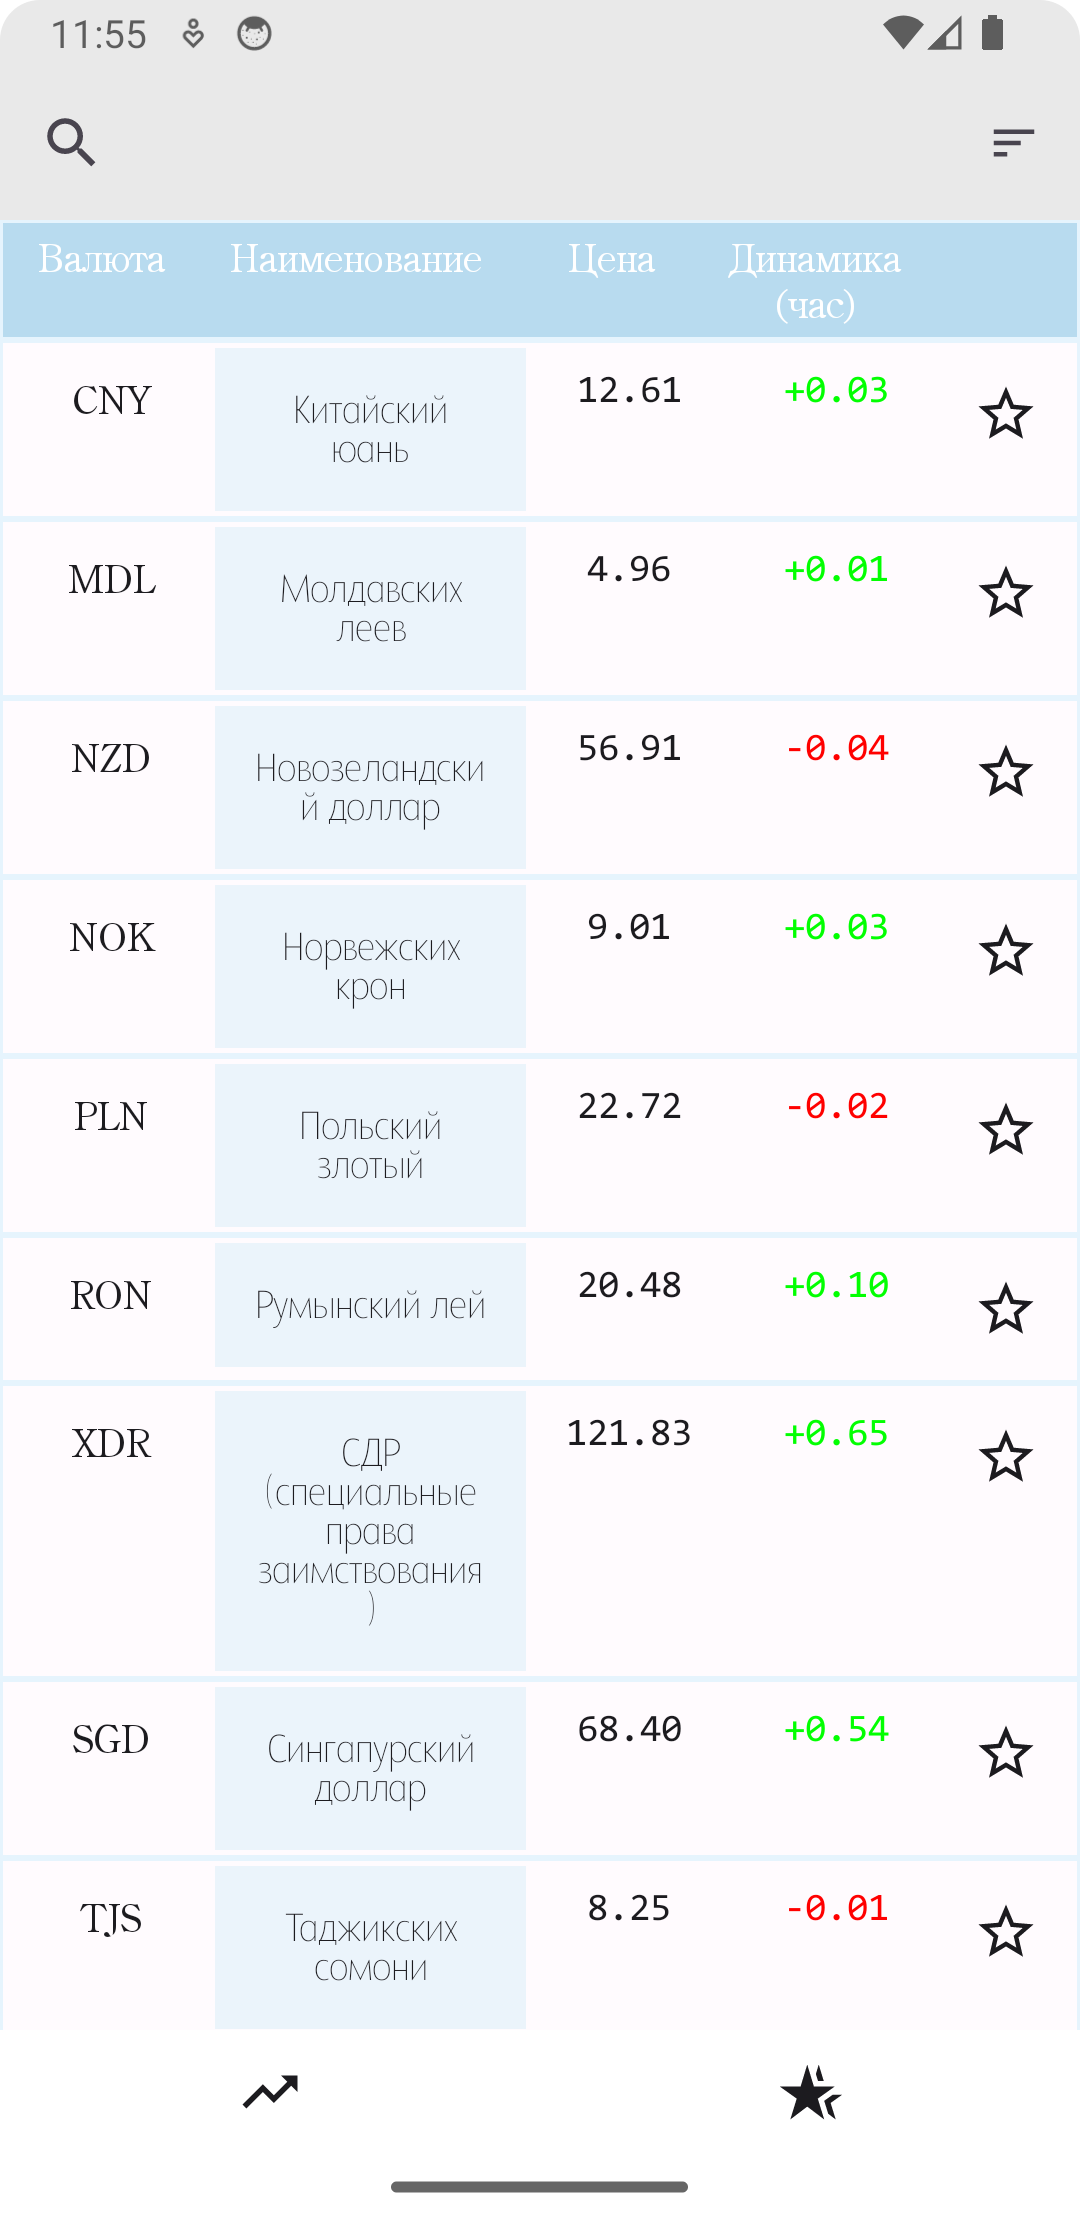 11:55
Валюта Наименование Цена Динамика
(час)
CNY Китайский 12.61 +0.03
юань
MDL Молдавских 4.96 +0.01
леев
NZD Новозеландски 56.91 -0.04
й доллар
NOK Норвежских 9.01 +0.03
крон
PLN Польский 22.72 -0.02
злотый
RON Румынский лей 20.48 +0.10
XDR СДР 121.83 +0.65
(специальные
права
заимствования
)
SGD Сингапурский 68.40 +0.54
доллар
TJS Таджикских 8.25 -0.01
сомони